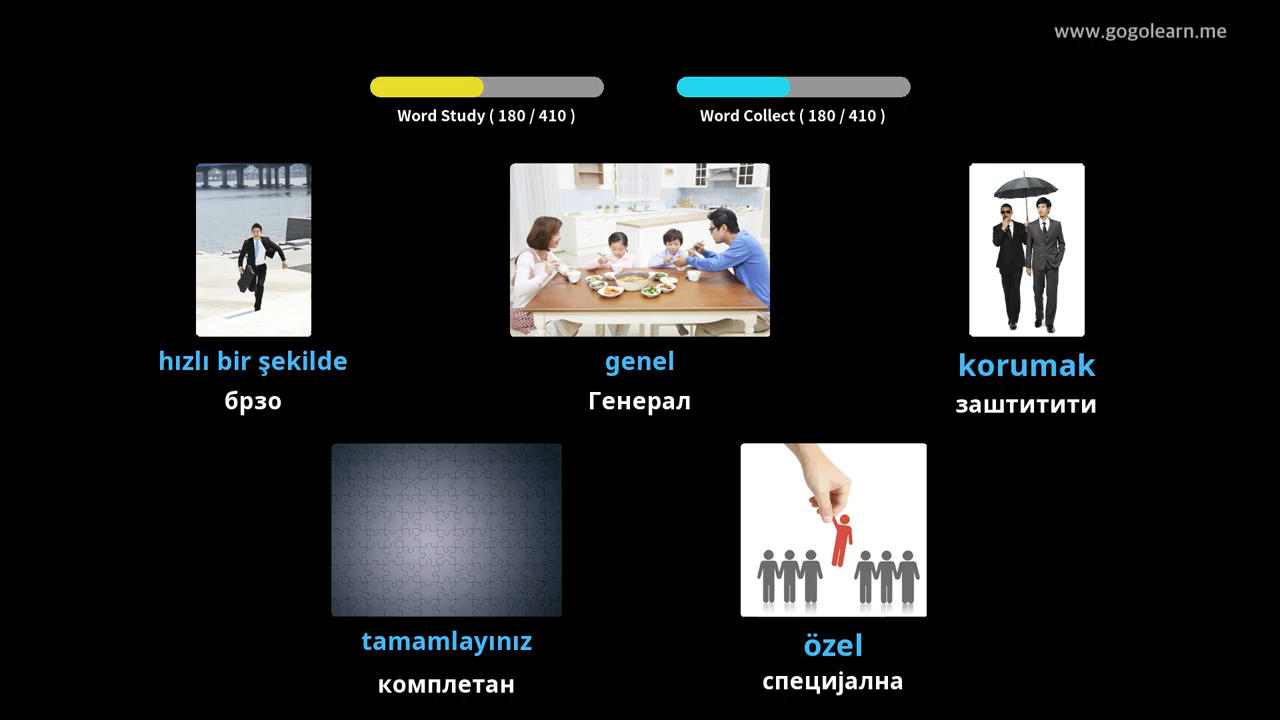 www.gogolearn.me
Word Study ( 180 / 410 )
Word Collect ( 180 / 410 )
hızlı bir şekilde
брзо
genel
Генерал
korumak
заштитити
tamamlayınız
комплетан
özel
специјална